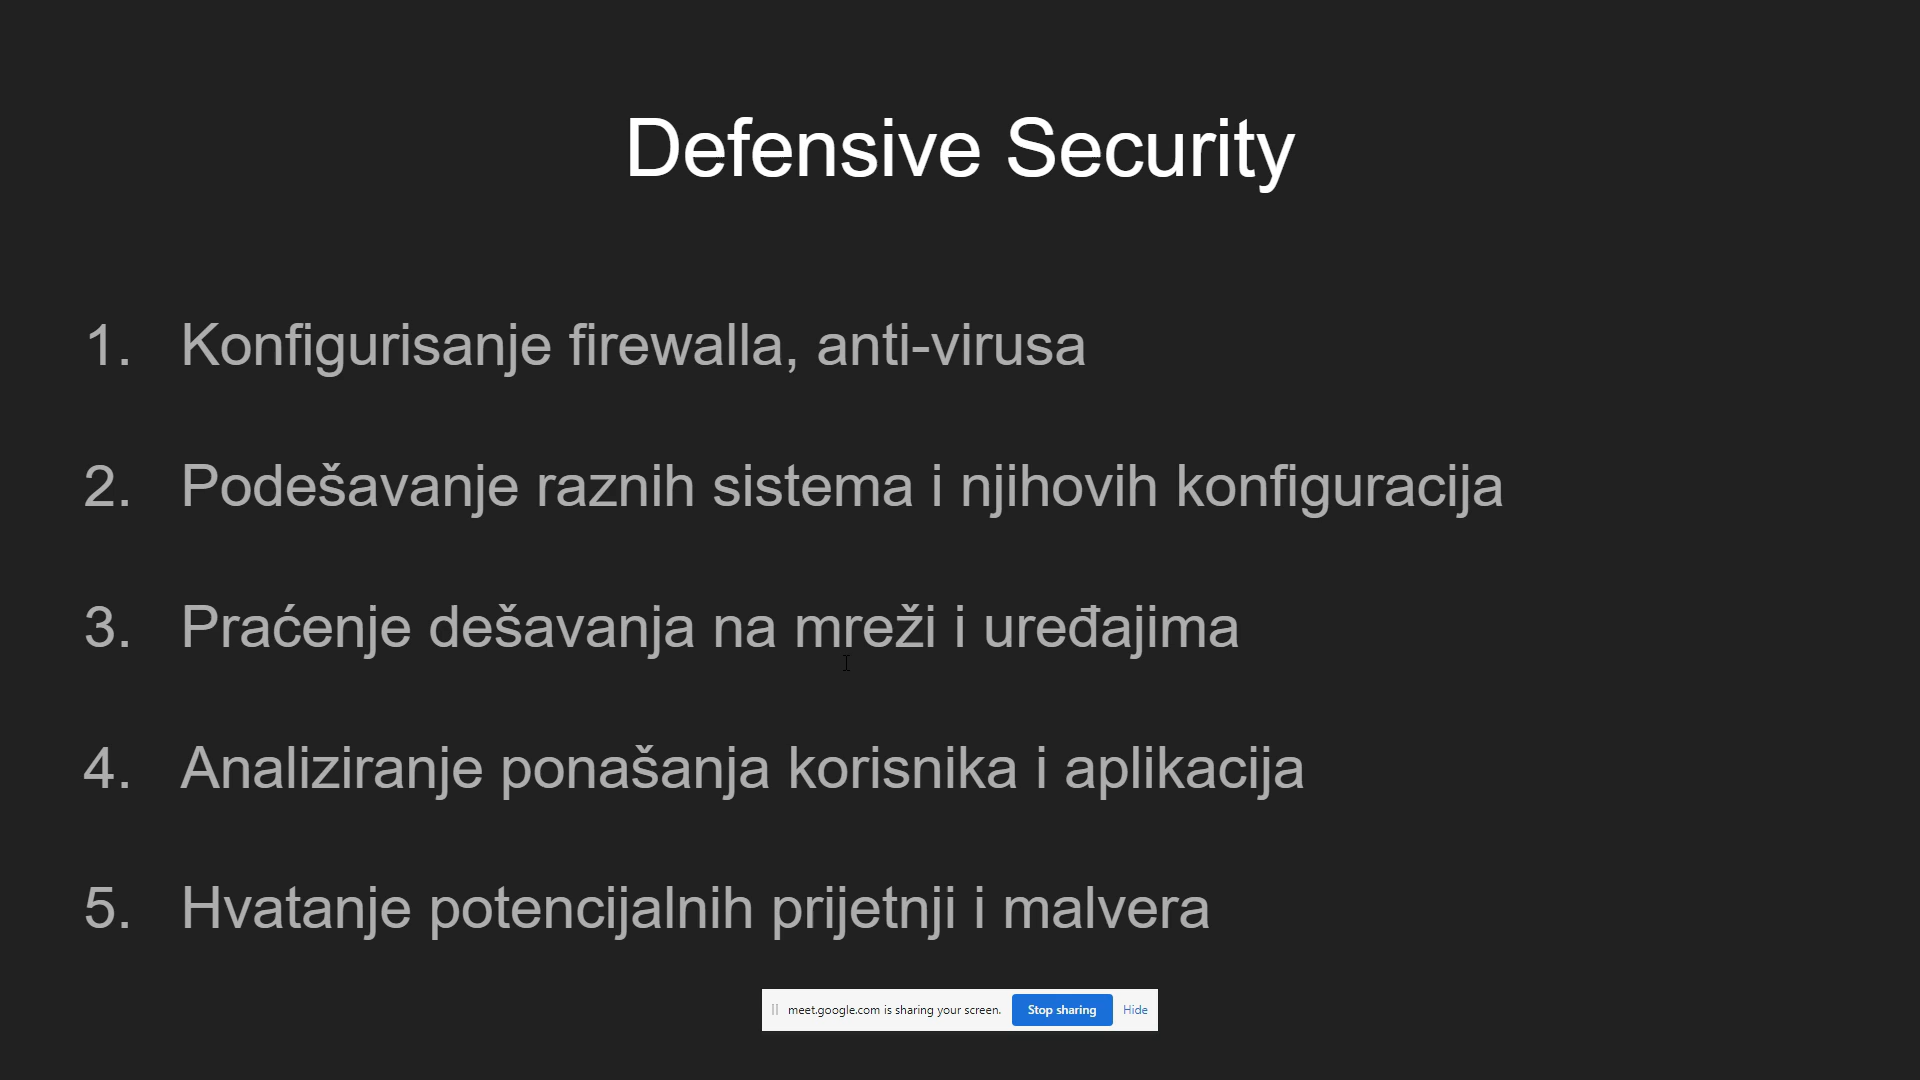 Defensive Security
1. Konfigurisanje firewalla, anti-virusa
2. Podešavanje raznih sistema i njihovih konfiguracija
3. Praćenje dešavanja na mreži i uređajima
4. Analiziranje ponašanja korisnika i aplikacija
5. Hvatanje potencijalnih prijetnji i malvera
meet.google.com is sharing your screen. Stop sharing Hide